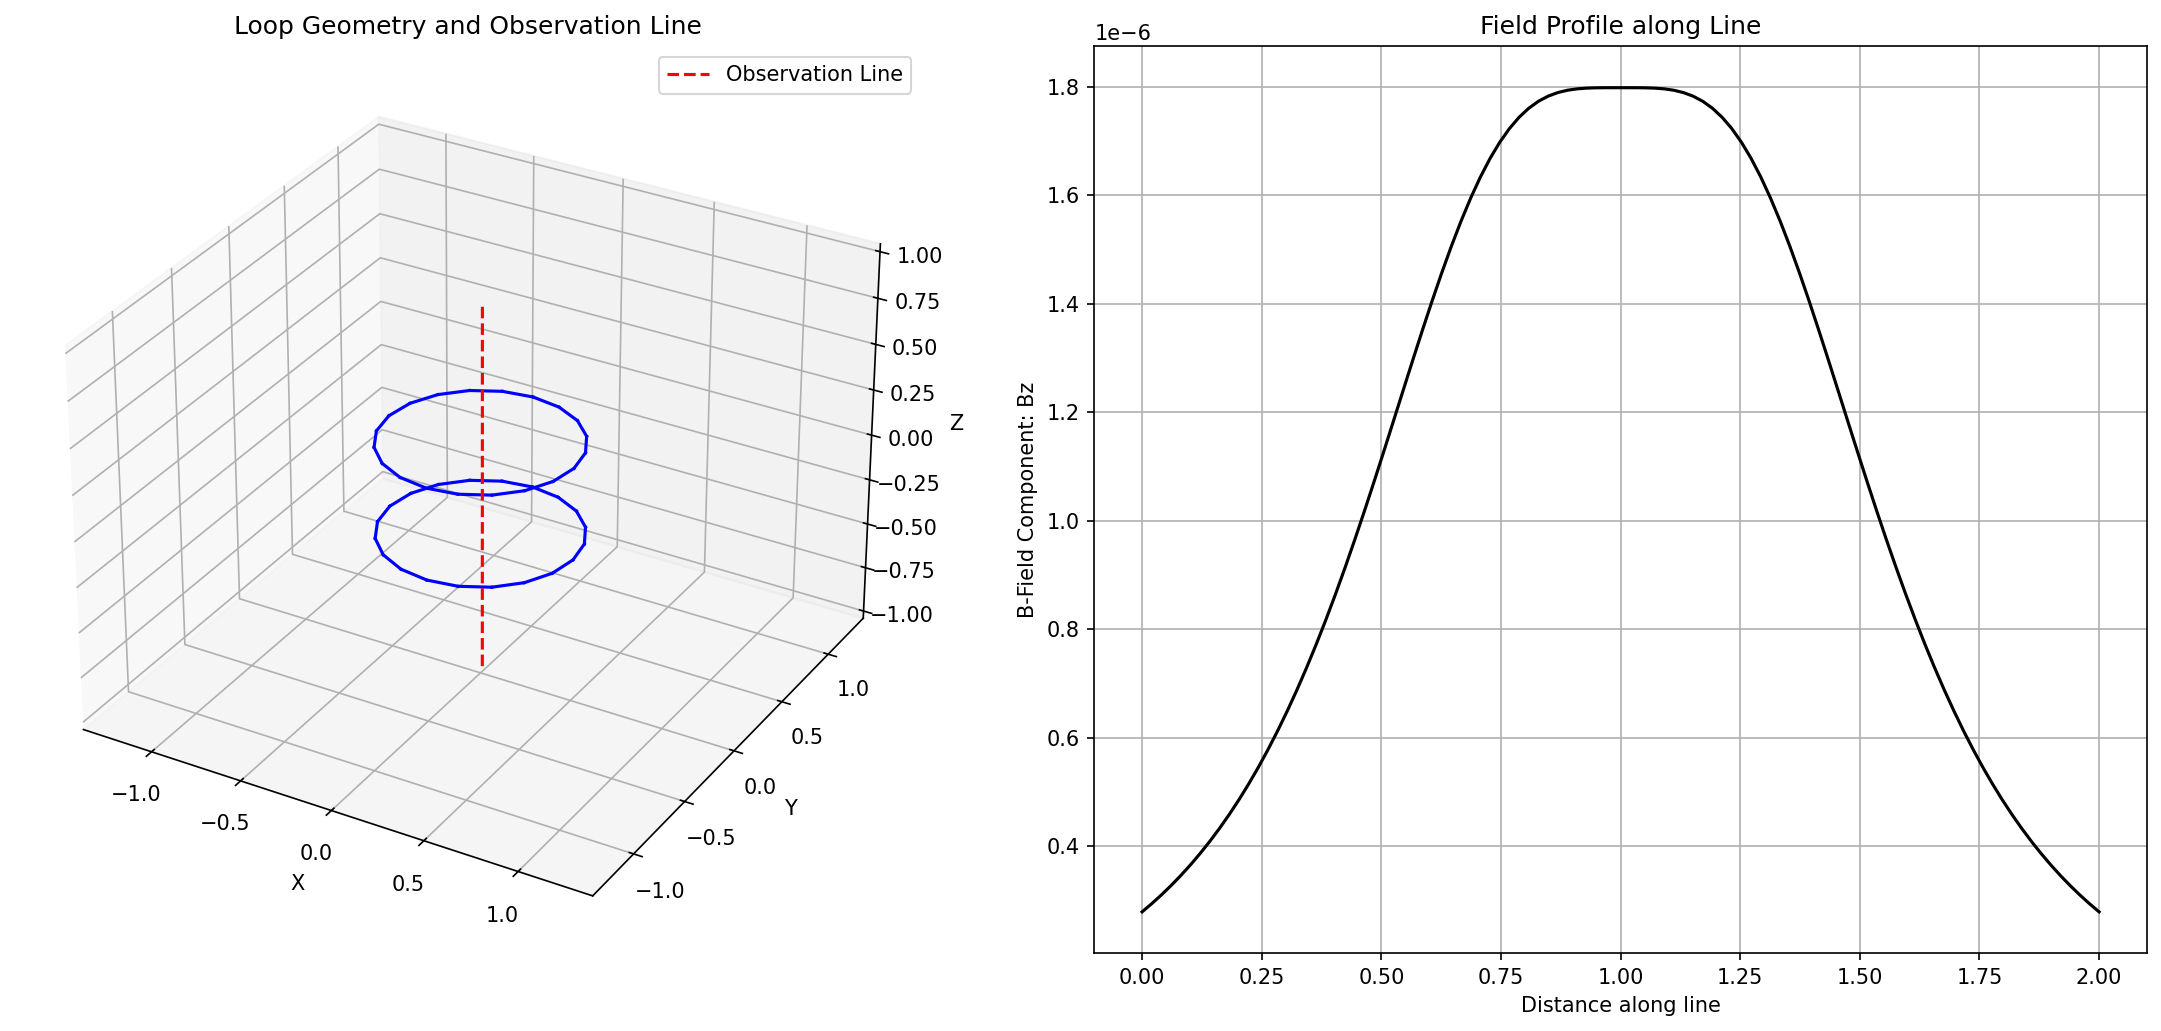 Loop Geometry and Observation Line
Observation Line
1.00
0.75
0.50
0.25
0.00
−0.25
−0.50
−0.75
−1.00
Z
1.0
0.5
0.0
−0.5
−1.0
Y
−1.0
−0.5
0.0
0.5
1.0
X
Field Profile along Line
1e−6
1.8
1.6
1.4
1.2
1.0
0.8
0.6
0.4
B-Field Component: Bz
0.00 0.25 0.50 0.75 1.00 1.25 1.50 1.75 2.00
Distance along line